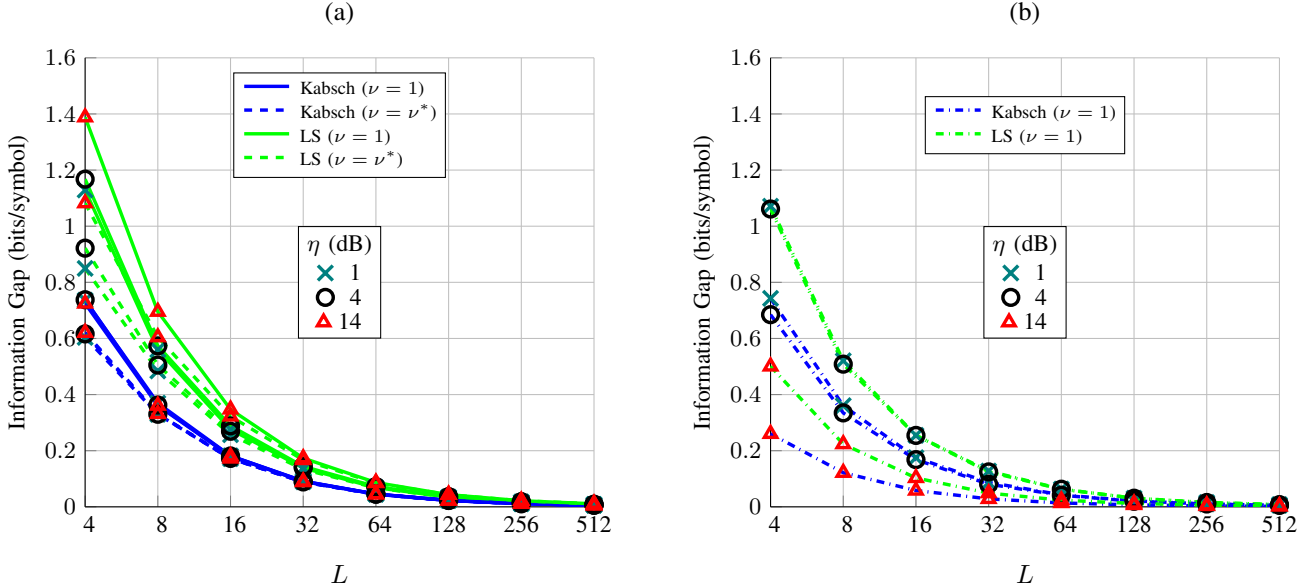 (a)
1.6
1.4
1.2
1
0.8
0.6
0.4
0.2
0
Information Gap (bits/symbol)
Kabsch (ν = 1)
Kabsch (ν = ν*)
LS (ν = 1)
LS (ν = ν*)
η (dB)
1
4
14
4 8 16 32 64 128 256 512
L
(b)
1.6
1.4
1.2
1
0.8
0.6
0.4
0.2
0
Information Gap (bits/symbol)
Kabsch (ν = 1)
LS (ν = 1)
η (dB)
1
4
14
4 8 16 32 64 128 256 512
L